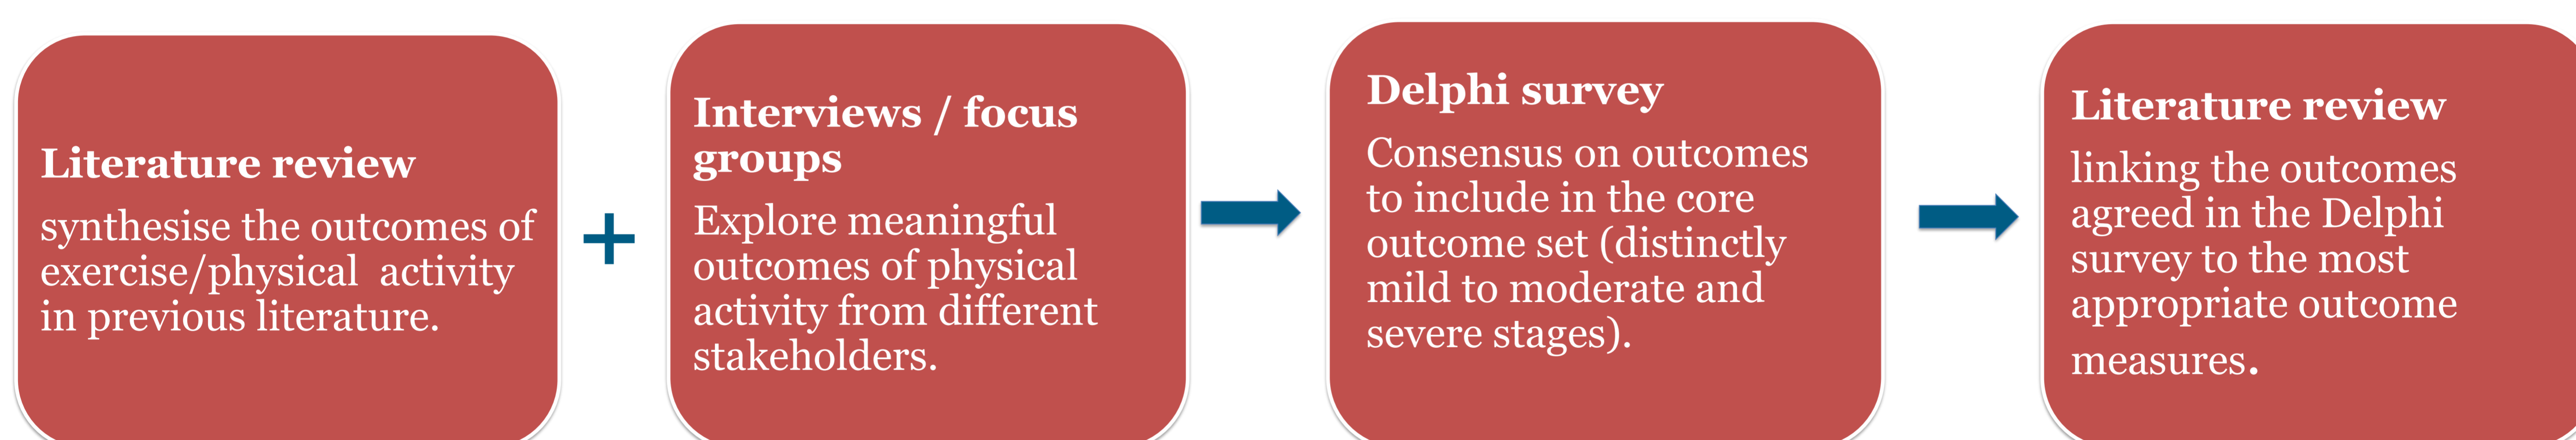 Literature review
synthesise the outcomes of
exercise/physical activity
in previous literature.
+
Interviews / focus
groups
Explore meaningful
outcomes of physical
activity from different
stakeholders.
Delphi survey
Consensus on outcomes
to include in the core
outcome set (distinctly
mild to moderate and
severe stages).
Literature review
linking the outcomes
agreed in the Delphi
survey to the most
appropriate outcome
measures.